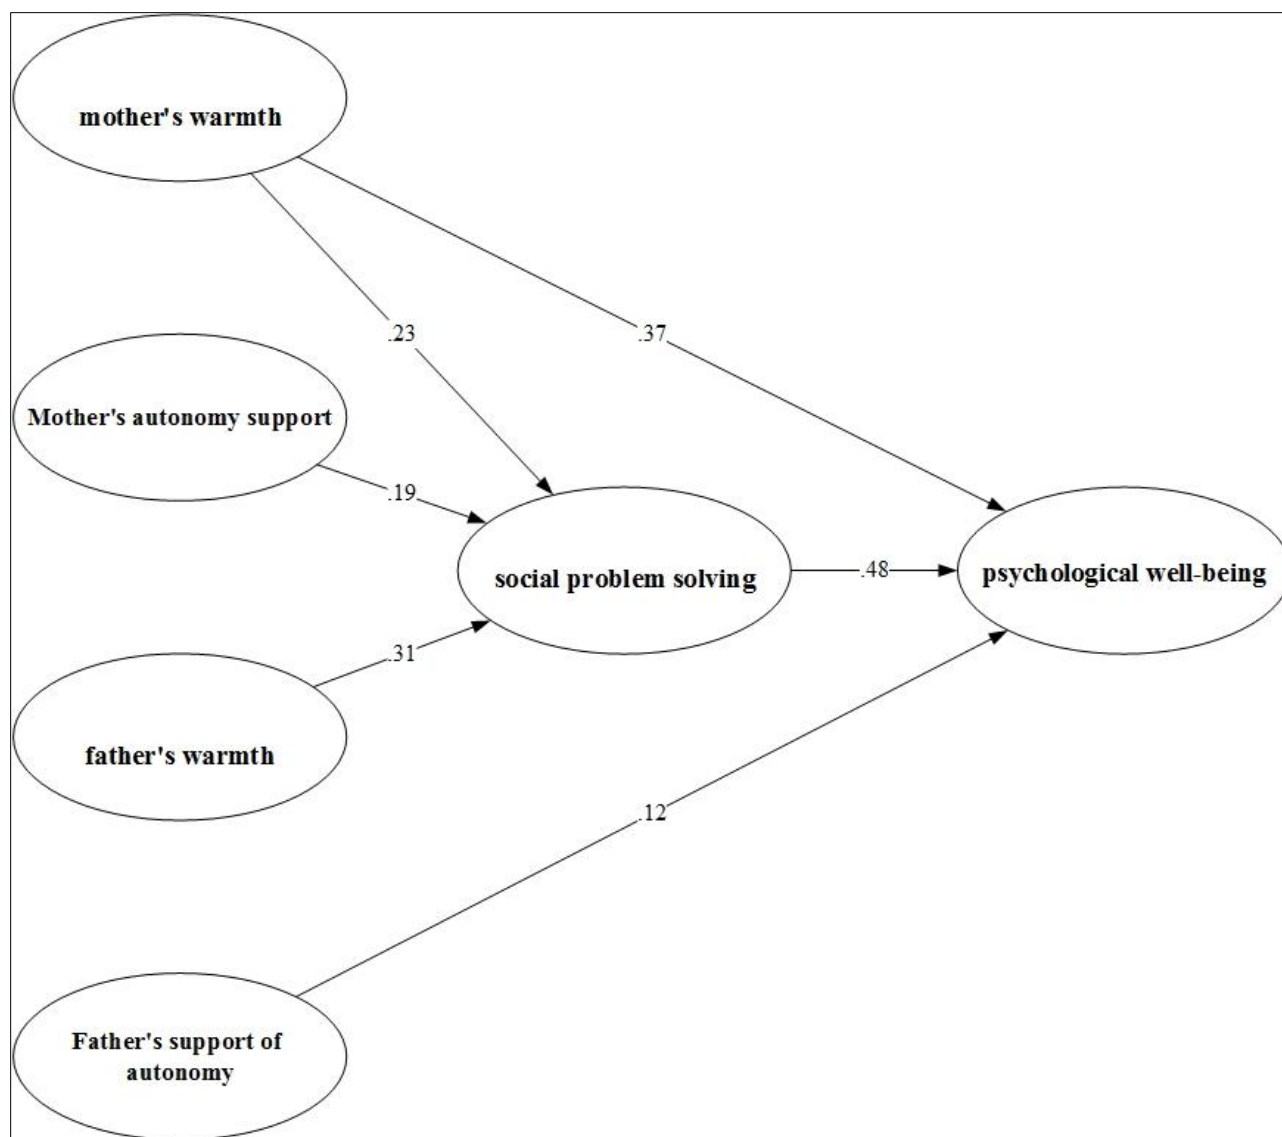 mother's warmth
.23
.37
Mother's autonomy support
.19
social problem solving
.48
psychological well-being
.31
father's warmth
.12
Father's support of
autonomy